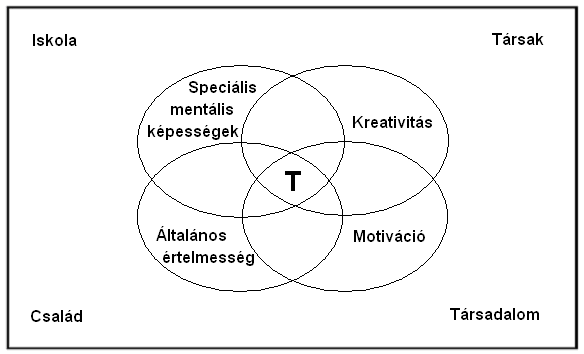 Iskola
Társak
Speciális
mentális
képességek
Kreativitás
T
Általános
értelmesség
Motiváció
Család
Társadalom